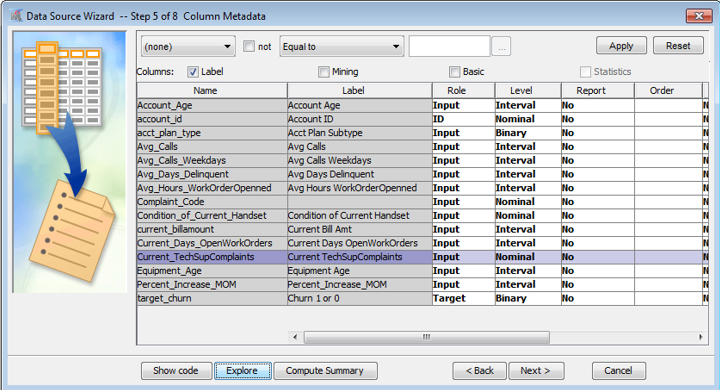 Data Source Wizard -- Step 5 of 8 Column Metadata
(none) not Equal to ... Apply Reset
Columns: Label Mining Basic Statistics
Name Label Role Level Report Order
Account_Age Account Age Input Interval No N
account_id Account ID ID Nominal No N
acct_plan_type Acct Plan Subtype Input Binary No N
Avg_Calls Avg Calls Input Interval No N
Avg_Calls_Weekdays Avg Calls Weekdays Input Interval No N
Avg_Days_Delinquent Avg Days Delinquent Input Interval No N
Avg_Hours_WorkOrderOpenned Avg Hours WorkOrderOpenned Input Interval No N
Complaint_Code Input Nominal No N
Condition_of_Current_Handset Condition of Current Handset Input Nominal No N
current_billamount Current Bill Amt Input Interval No N
Current_Days_OpenWorkOrders Current Days OpenWorkOrders Input Interval No N
Current_TechSupComplaints Current TechSupComplaints Input Nominal No N
Equipment_Age Equipment Age Input Interval No N
Percent_Increase_MOM Percent_Increase_MOM Input Interval No N
target_churn Churn 1 or 0 Target Binary No N
Show code Explore Compute Summary < Back Next > Cancel